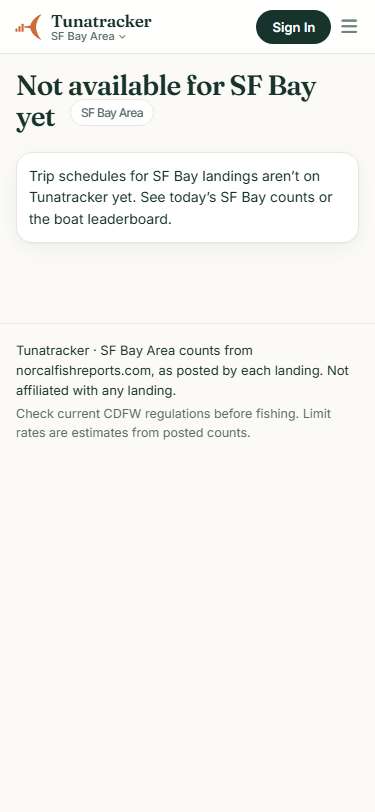 Tunatracker
SF Bay Area
Sign In
Not available for SF Bay
yet
SF Bay Area
Trip schedules for SF Bay landings aren’t on
Tunatracker yet. See today’s SF Bay counts or
the boat leaderboard.
Tunatracker · SF Bay Area counts from
norcalfishreports.com, as posted by each landing. Not
affiliated with any landing.
Check current CDFW regulations before fishing. Limit
rates are estimates from posted counts.